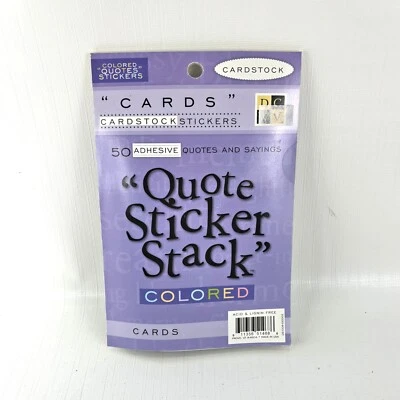 COLORED
"QUOTES"
STICKERS
CARDSTOCK
" CARDS "
CARDSTOCK STICKERS
D C
50 ADHESIVE QUOTES AND SAYINGS
"Quote
Sticker
Stack"
COLORED
ACID & LIGNIN FREE
CARDS